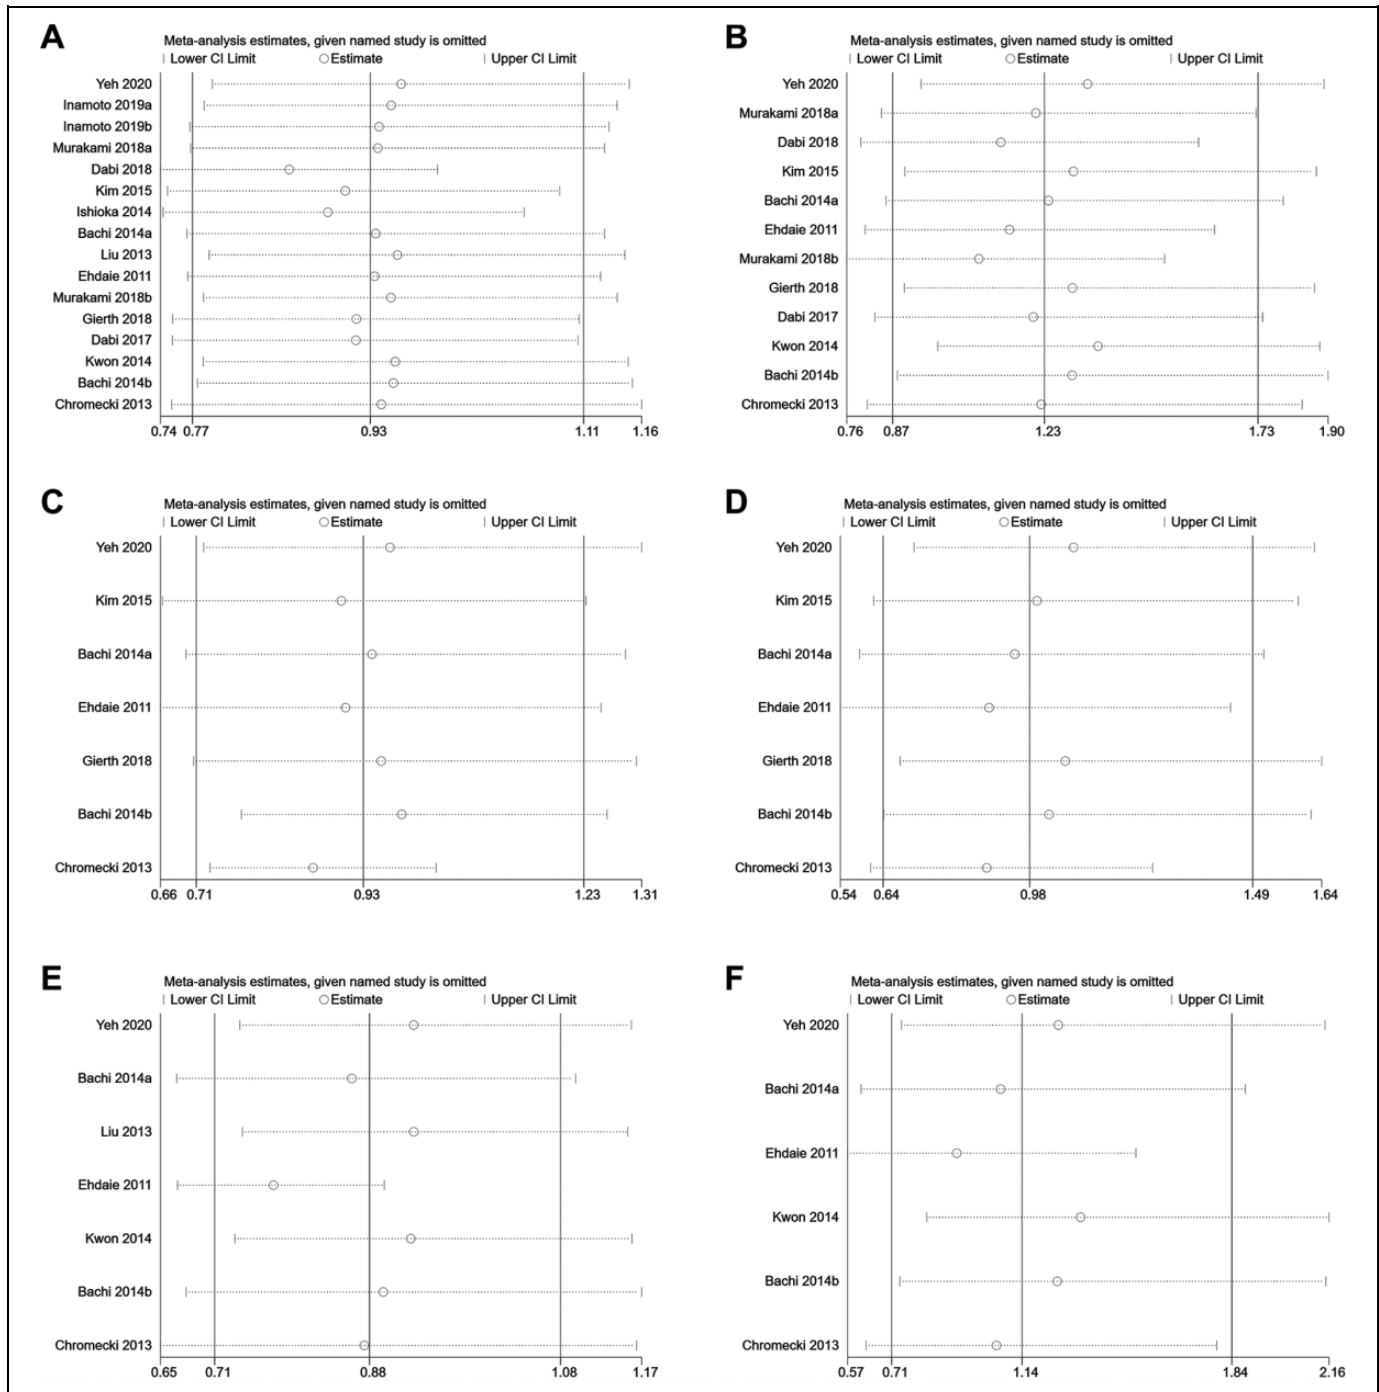 A
Meta-analysis estimates, given named study is omitted
Lower CI Limit Estimate Upper CI Limit
Yeh 2020
Inamoto 2019a
Inamoto 2019b
Murakami 2018a
Dabi 2018
Kim 2015
Ishioka 2014
Bachi 2014a
Liu 2013
Ehdaie 2011
Murakami 2018b
Gierth 2018
Dabi 2017
Kwon 2014
Bachi 2014b
Chromecki 2013
0.74 0.77 0.93 1.11 1.16
B
Meta-analysis estimates, given named study is omitted
Lower CI Limit Estimate Upper CI Limit
Yeh 2020
Murakami 2018a
Dabi 2018
Kim 2015
Bachi 2014a
Ehdaie 2011
Murakami 2018b
Gierth 2018
Dabi 2017
Kwon 2014
Bachi 2014b
Chromecki 2013
0.76 0.87 1.23 1.73 1.90
C
Meta-analysis estimates, given named study is omitted
Lower CI Limit Estimate Upper CI Limit
Yeh 2020
Kim 2015
Bachi 2014a
Ehdaie 2011
Gierth 2018
Bachi 2014b
Chromecki 2013
0.66 0.71 0.93 1.23 1.31
D
Meta-analysis estimates, given named study is omitted
Lower CI Limit Estimate Upper CI Limit
Yeh 2020
Kim 2015
Bachi 2014a
Ehdaie 2011
Gierth 2018
Bachi 2014b
Chromecki 2013
0.54 0.64 0.98 1.49 1.64
E
Meta-analysis estimates, given named study is omitted
Lower CI Limit Estimate Upper CI Limit
Yeh 2020
Bachi 2014a
Liu 2013
Ehdaie 2011
Kwon 2014
Bachi 2014b
Chromecki 2013
0.65 0.71 0.88 1.08 1.17
F
Meta-analysis estimates, given named study is omitted
Lower CI Limit Estimate Upper CI Limit
Yeh 2020
Bachi 2014a
Ehdaie 2011
Kwon 2014
Bachi 2014b
Chromecki 2013
0.57 0.71 1.14 1.84 2.16